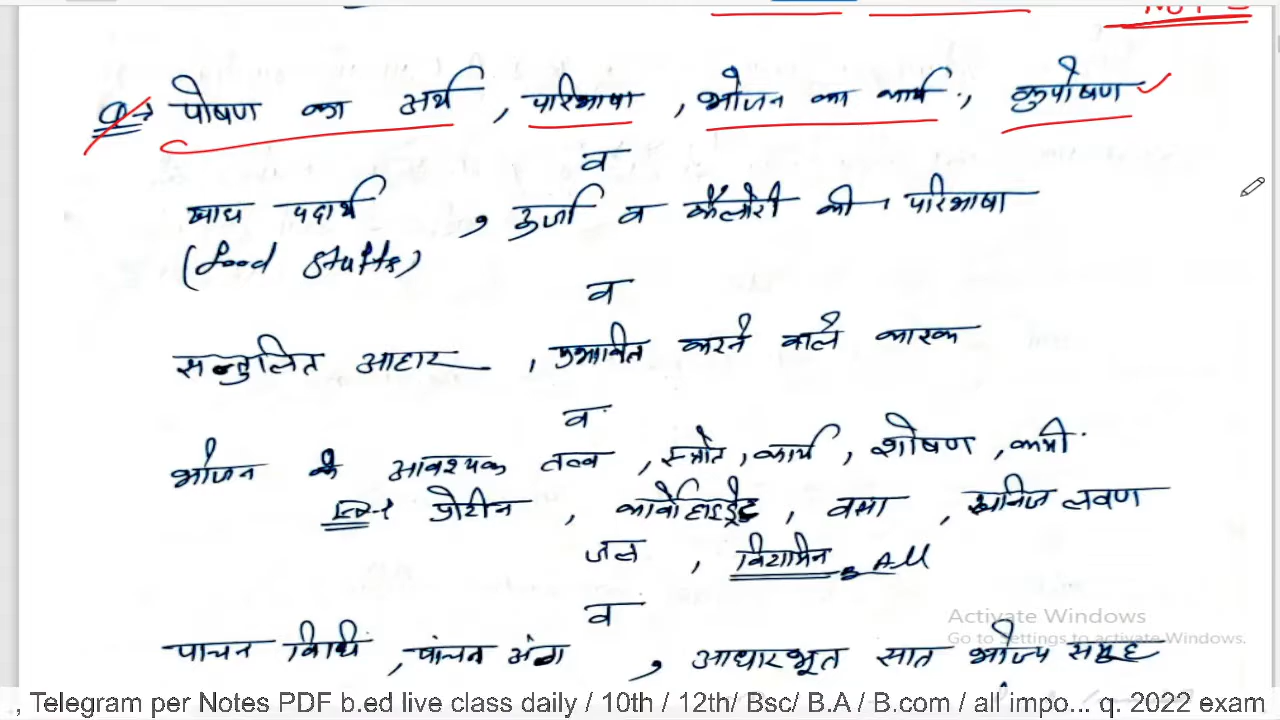 Q→ पोषण का अर्थ , परिभाषा , भोजन का कार्य , कुपोषण
व
खाद्य पदार्थ , ऊर्जा व कैलोरी की परिभाषा
(food stuffs)
व
सन्तुलित आहार , प्रभावित करने वाले कारक
व
भोजन के आवश्यक तत्व , स्त्रोत , कार्य , शोषण , कमी
प्रोटीन , कार्बोहाइड्रेट , वसा , खनिज लवण
जल , विटामिन All
व
पाचन विधि , पाचन अंग , आधारभूत सात भोज्य समूह
Activate Windows
Go to Settings to activate Windows.
, Telegram per Notes PDF b.ed live class daily / 10th / 12th/ Bsc/ B.A / B.com / all impo... q. 2022 exam